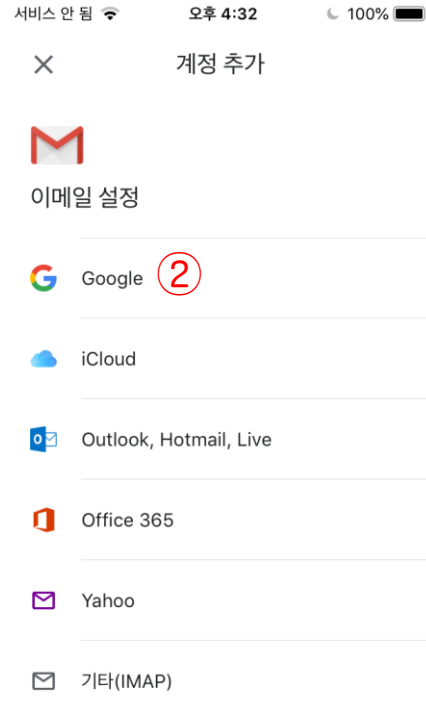 서비스 안 됨 오후 4:32 100%
계정 추가
이메일 설정
Google ②
iCloud
Outlook, Hotmail, Live
Office 365
Yahoo
기타(IMAP)